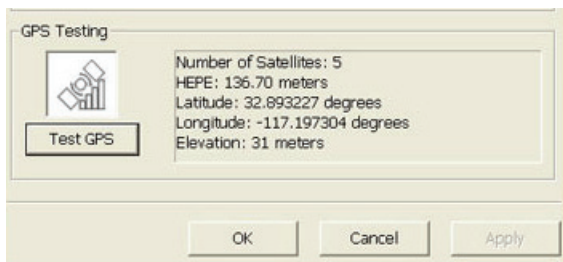 GPS Testing
Number of Satellites: 5
HEPE: 136.70 meters
Latitude: 32.893227 degrees
Longitude: -117.197304 degrees
Elevation: 31 meters
Test GPS
OK
Cancel
Apply